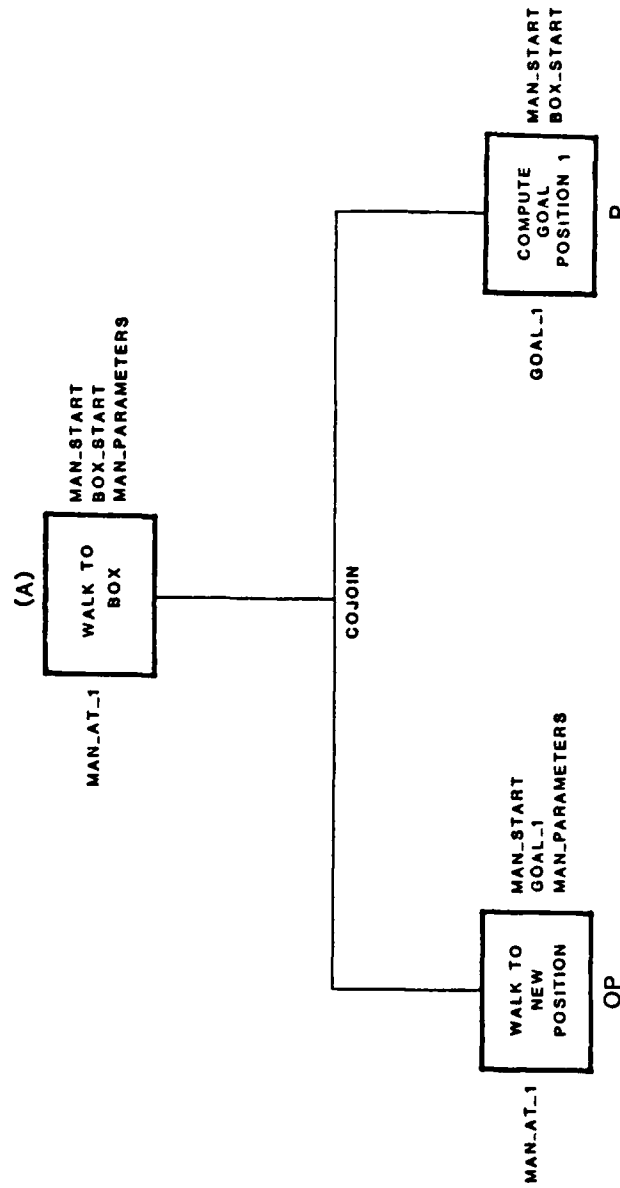 (A)
MAN_AT_1
WALK TO
BOX
MAN_START
BOX_START
MAN_PARAMETERS
COJOIN
MAN_AT_1
WALK TO
NEW
POSITION
MAN_START
GOAL_1
MAN_PARAMETERS
OP
GOAL_1
COMPUTE
GOAL
POSITION 1
MAN_START
BOX_START